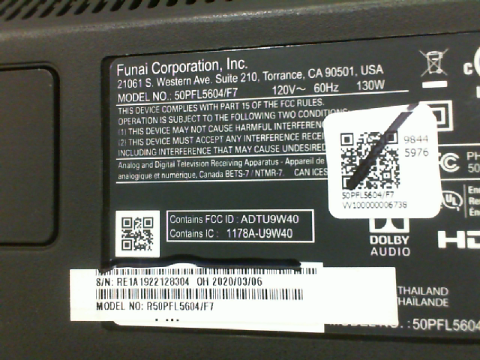 Funai Corporation, Inc.
21061 S. Western Ave. Suite 210, Torrance, CA 90501, USA
MODEL NO.: 50PFL5604/F7 120V~ 60Hz 130W
THIS DEVICE COMPLIES WITH PART 15 OF THE FCC RULES.
OPERATION IS SUBJECT TO THE FOLLOWING TWO CONDITIONS:
(1) THIS DEVICE MAY NOT CAUSE HARMFUL INTERFERENCE
(2) THIS DEVICE MUST ACCEPT ANY INTERFERENCE
INTERFERENCE THAT MAY CAUSE UNDESIRED
Analog and Digital Television Receiving Apparatus - Appareil de
analogique et numérique, Canada BETS-7 / NTMR-7. CAN ICES
9844
5976
50PFL5604/F7
VV100000006736
Contains FCC ID : ADTU9W40
Contains IC : 1178A-U9W40
DOLBY
AUDIO
THAILAND
THAILANDE
S/N: RE1A1922128304 OH 2020/03/06
MODEL NO: R50PFL5604/F7